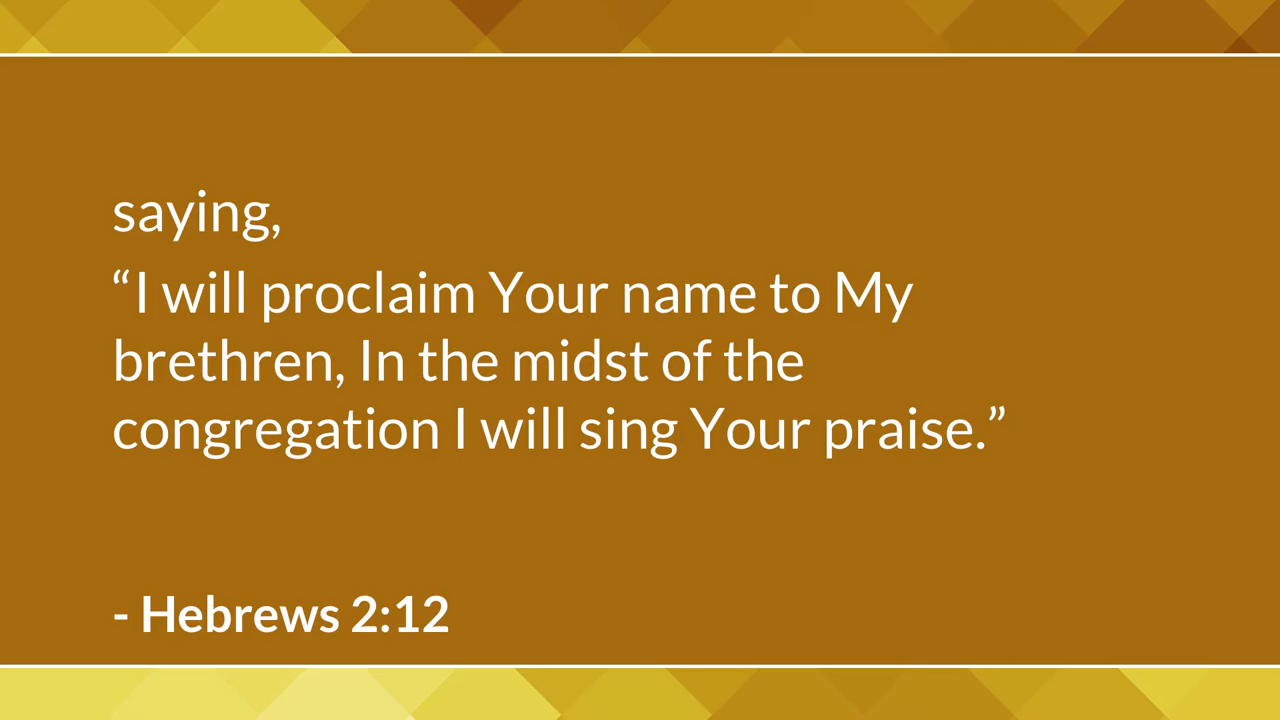 saying,
“I will proclaim Your name to My
brethren, In the midst of the
congregation I will sing Your praise.”
- Hebrews 2:12